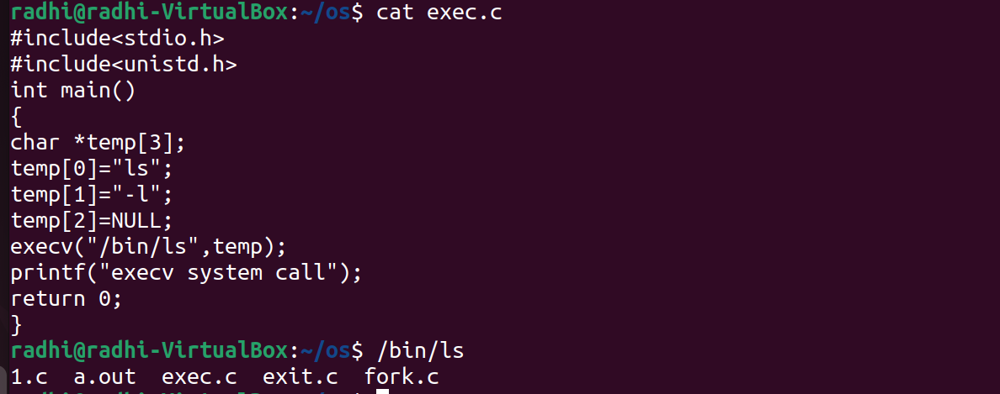 radhi@radhi-VirtualBox:~/os$ cat exec.c
#include<stdio.h>
#include<unistd.h>
int main()
{
char *temp[3];
temp[0]="ls";
temp[1]="-l";
temp[2]=NULL;
execv("/bin/ls",temp);
printf("execv system call");
return 0;
}
radhi@radhi-VirtualBox:~/os$ /bin/ls
1.c  a.out  exec.c  exit.c  fork.c